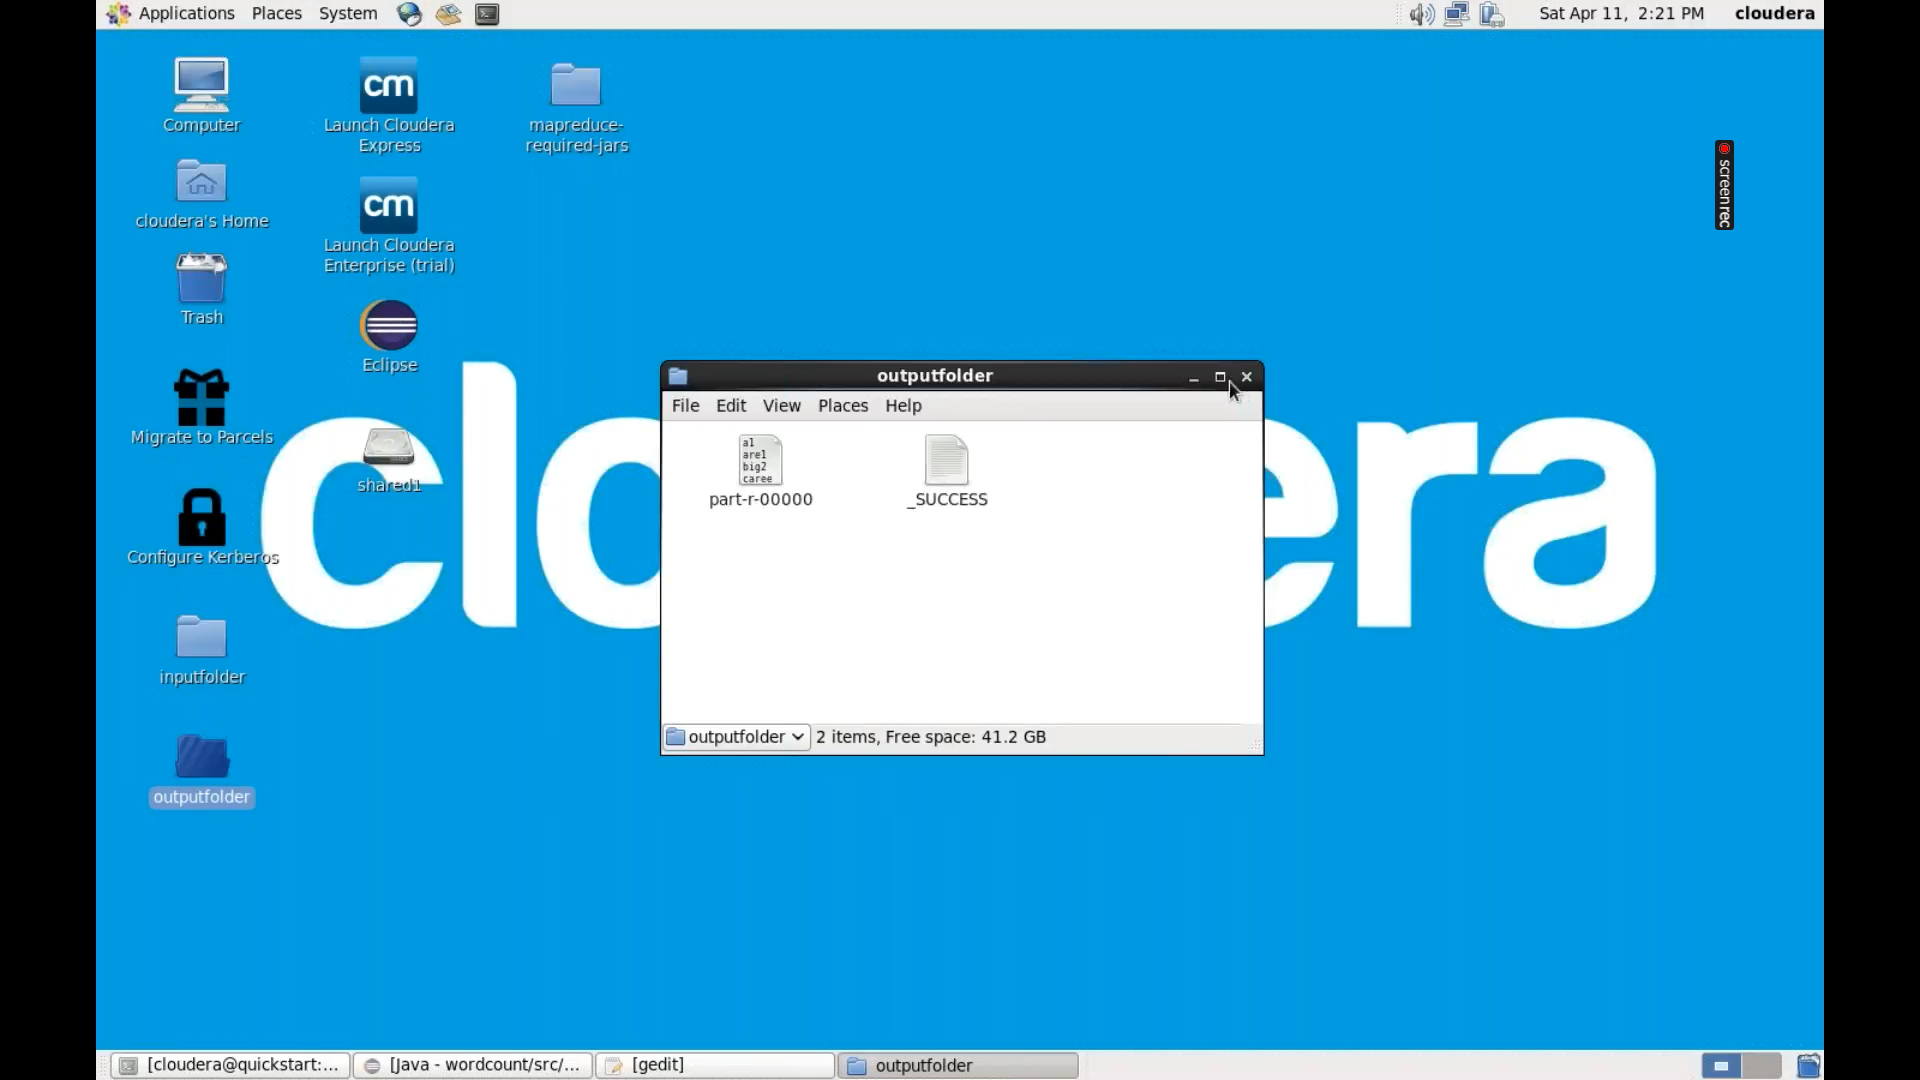 Applications Places System
Sat Apr 11, 2:21 PM cloudera
Computer
cm
Launch Cloudera
Express
mapreduce-
required-jars
screenrec
cloudera's Home
cm
Launch Cloudera
Enterprise (trial)
Trash
Eclipse
Migrate to Parcels
shared1
Configure Kerberos
inputfolder
outputfolder
outputfolder
File Edit View Places Help
a1
are1
big2
caree
part-r-00000
_SUCCESS
outputfolder
2 items, Free space: 41.2 GB
[cloudera@quickstart:...
[Java - wordcount/src/...
[gedit]
outputfolder